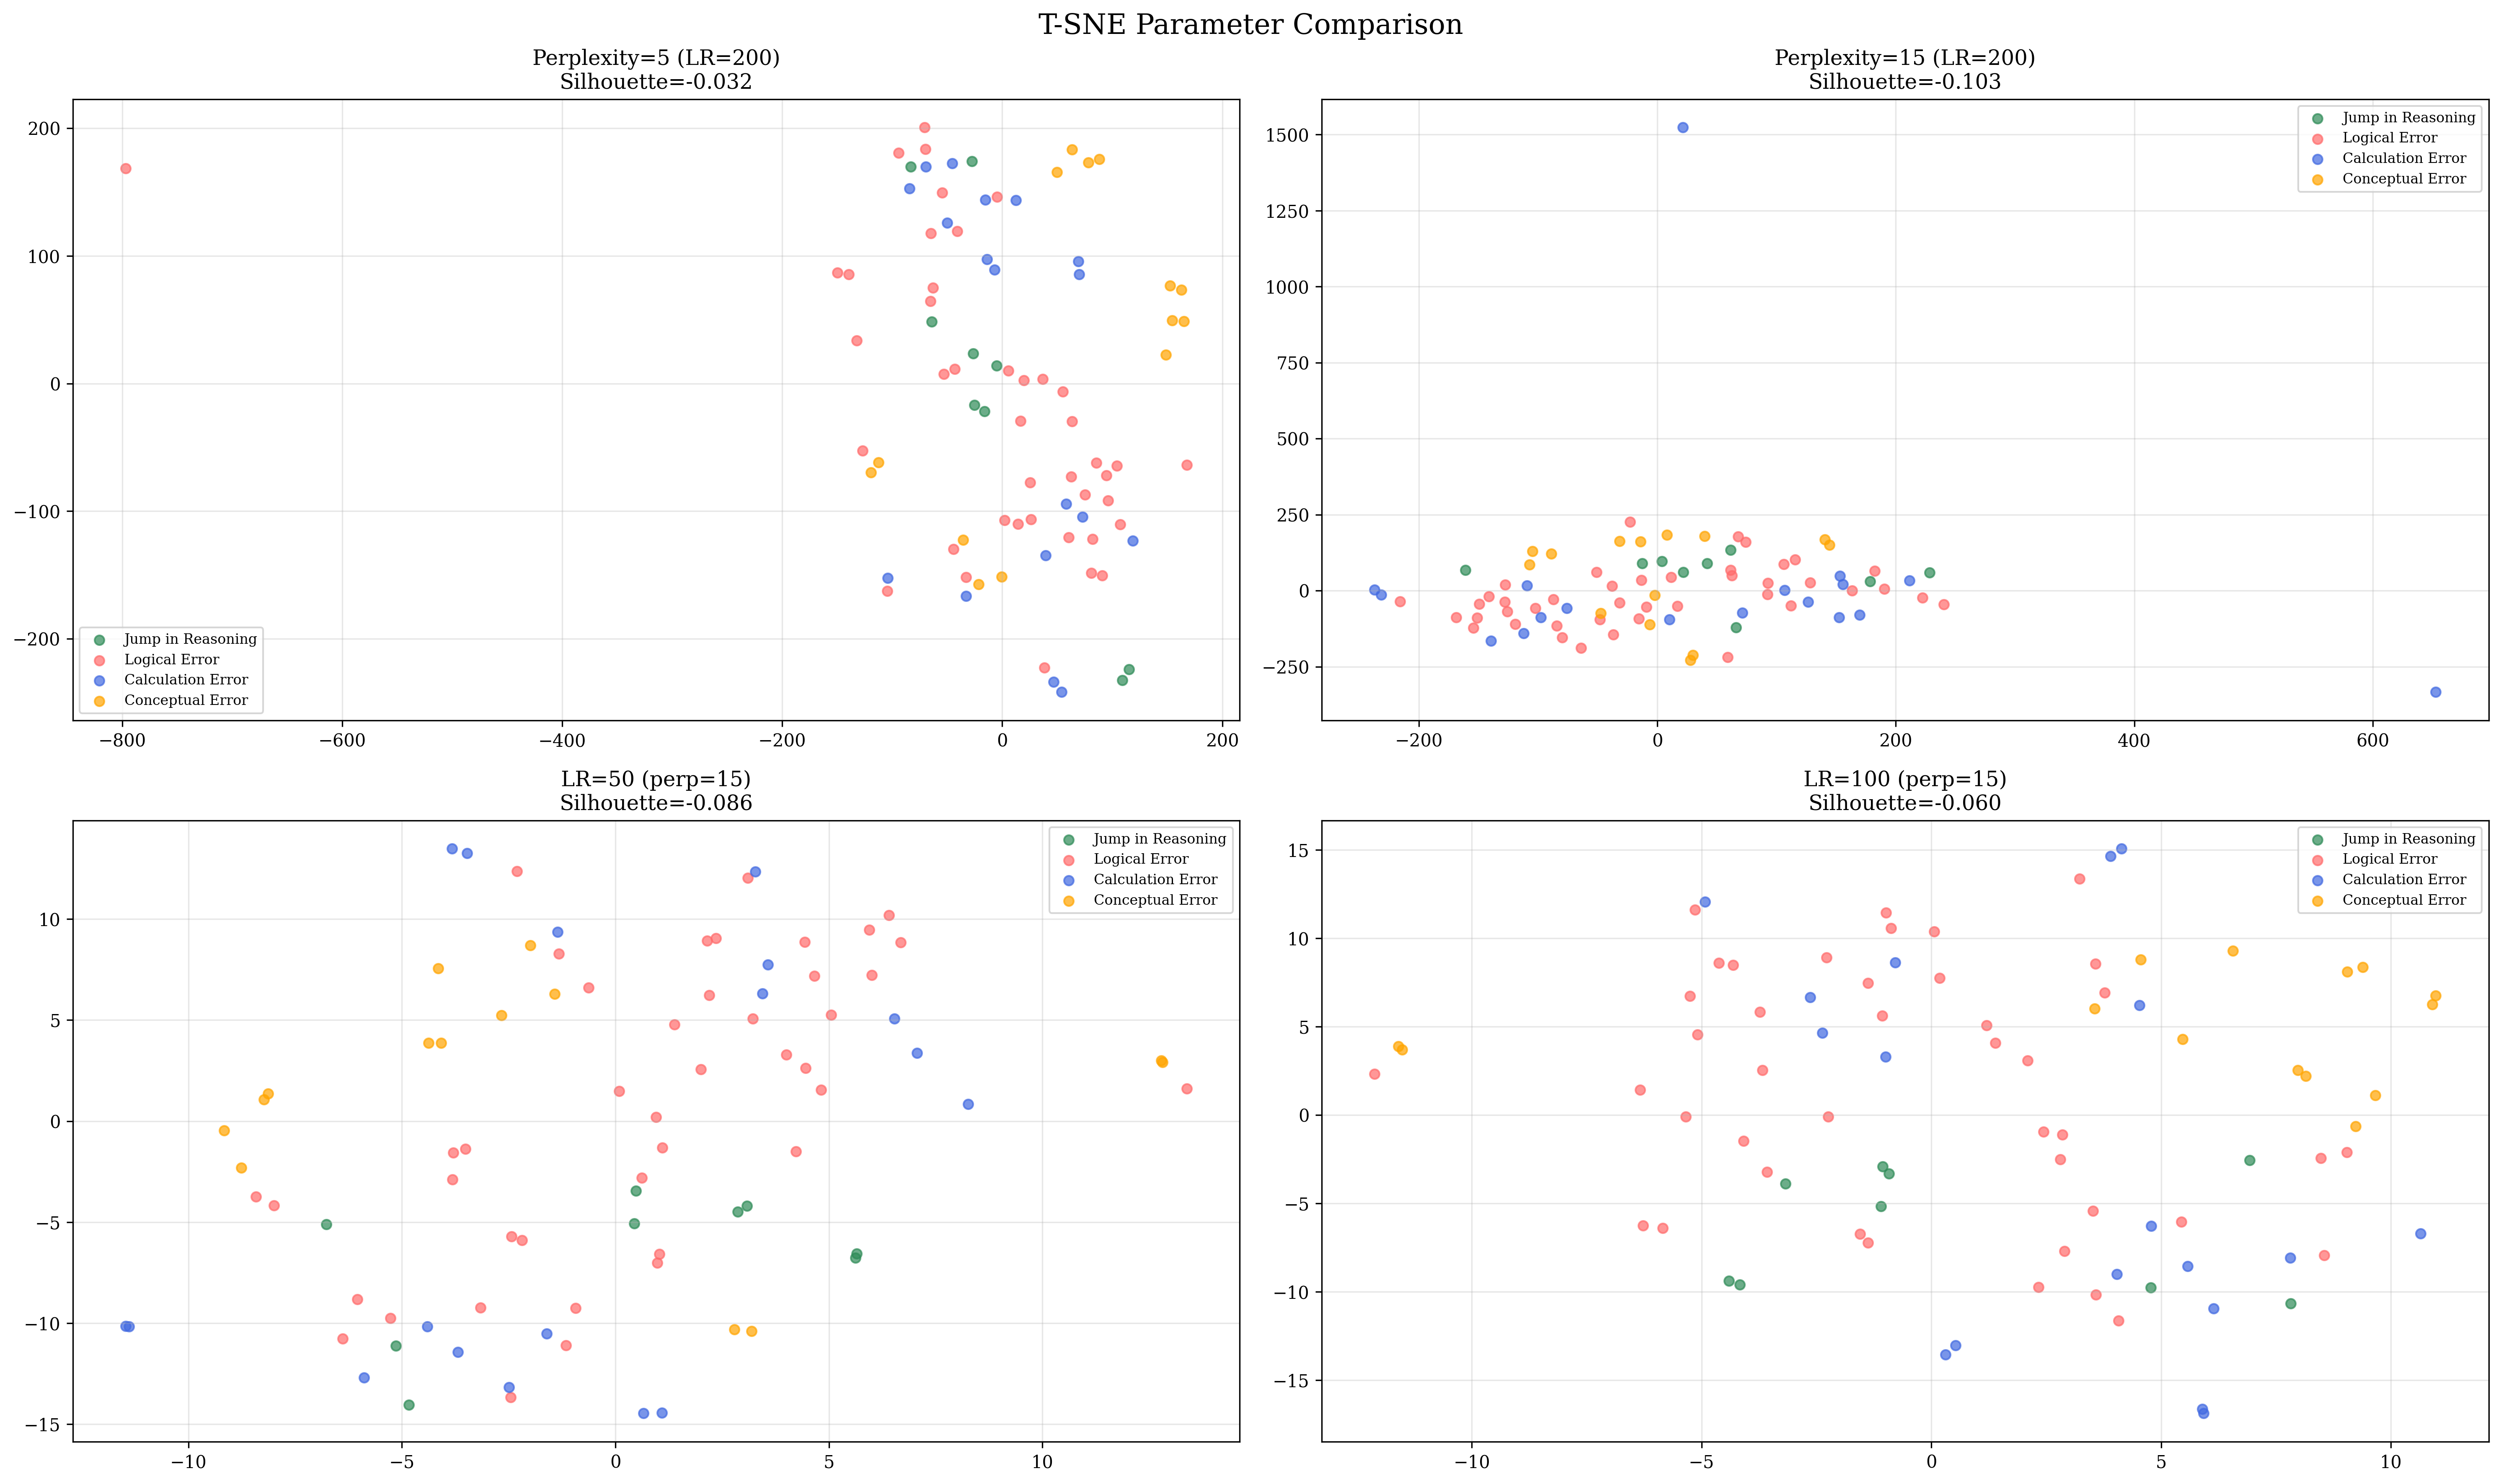 T-SNE Parameter Comparison
Perplexity=5 (LR=200)
Silhouette=-0.032
200
100
0
−100
−200
−800
−600
−400
−200
0
200
Jump in Reasoning
Logical Error
Calculation Error
Conceptual Error
Perplexity=15 (LR=200)
Silhouette=-0.103
1500
1250
1000
750
500
250
0
−250
−200
0
200
400
600
Jump in Reasoning
Logical Error
Calculation Error
Conceptual Error
LR=50 (perp=15)
Silhouette=-0.086
10
5
0
−5
−10
−15
−10
−5
0
5
10
Jump in Reasoning
Logical Error
Calculation Error
Conceptual Error
LR=100 (perp=15)
Silhouette=-0.060
15
10
5
0
−5
−10
−15
−10
−5
0
5
10
Jump in Reasoning
Logical Error
Calculation Error
Conceptual Error